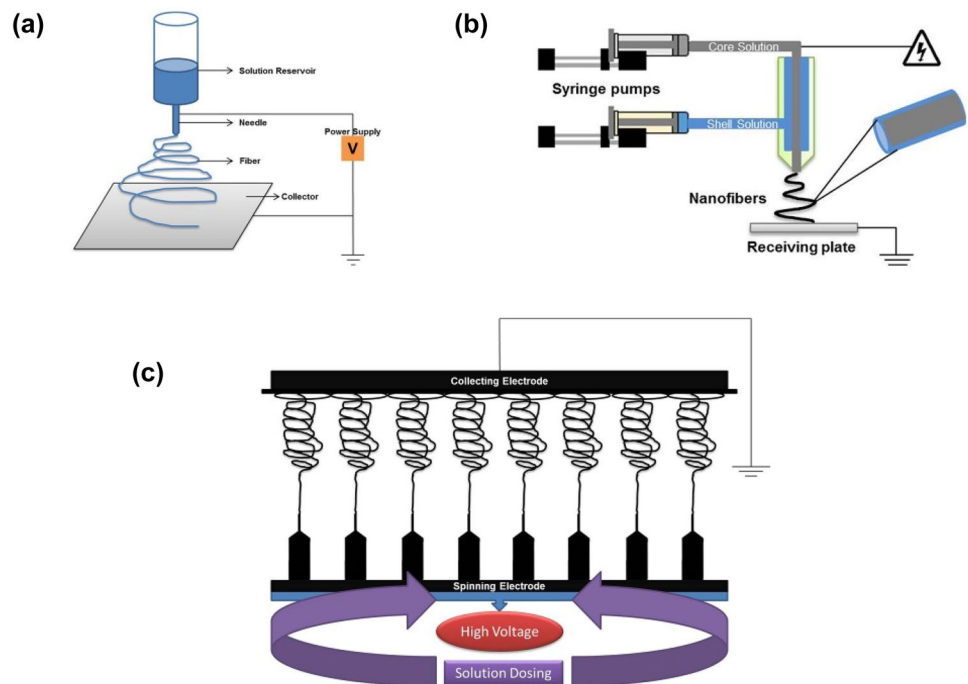 (a)
Solution Reservoir
Needle
Power Supply
V
Fiber
Collector
(b)
Core Solution
Syringe pumps
Shell Solution
Nanofibers
Receiving plate
(c)
Collecting Electrode
Spinning Electrode
High Voltage
Solution Dosing